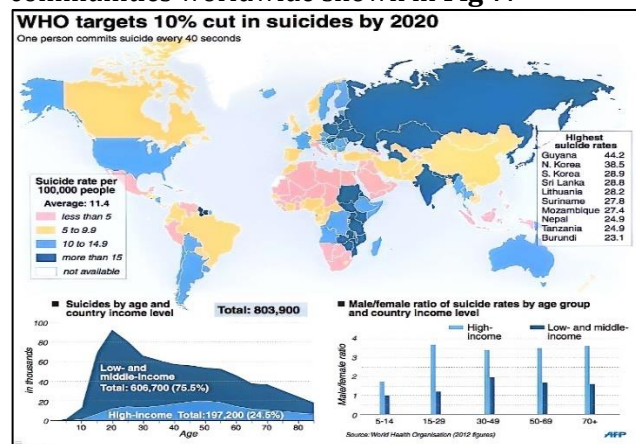 communities worldwide shown in Fig 1.
WHO targets 10% cut in suicides by 2020
One person commits suicide every 40 seconds
Suicide rate per
100,000 people
Average: 11.4
less than 5
5 to 9.9
10 to 14.9
more than 15
not available
Highest
suicide rates
Guyana 44.2
N. Korea 38.5
S. Korea 28.9
Sri Lanka 28.8
Lithuania 28.2
Suriname 27.8
Mozambique 27.4
Nepal 24.9
Tanzania 24.9
Burundi 23.1
Suicides by age and
country income level
Total: 803,900
100
80
60
40
20
0
in thousands
Low- and
middle-income
Total: 606,700 (75.5%)
High-income Total:197,200 (24.5%)
0 10 20 30 40 50 60 70 80
Age
Male/female ratio of suicide rates by age group
and country income level
High-
income
Low- and middle-
income
Male/female ratio
4
3
2
1
0
5-14 15-29 30-49 50-69 70+
Source: World Health Organisation (2012 figures)
AFP